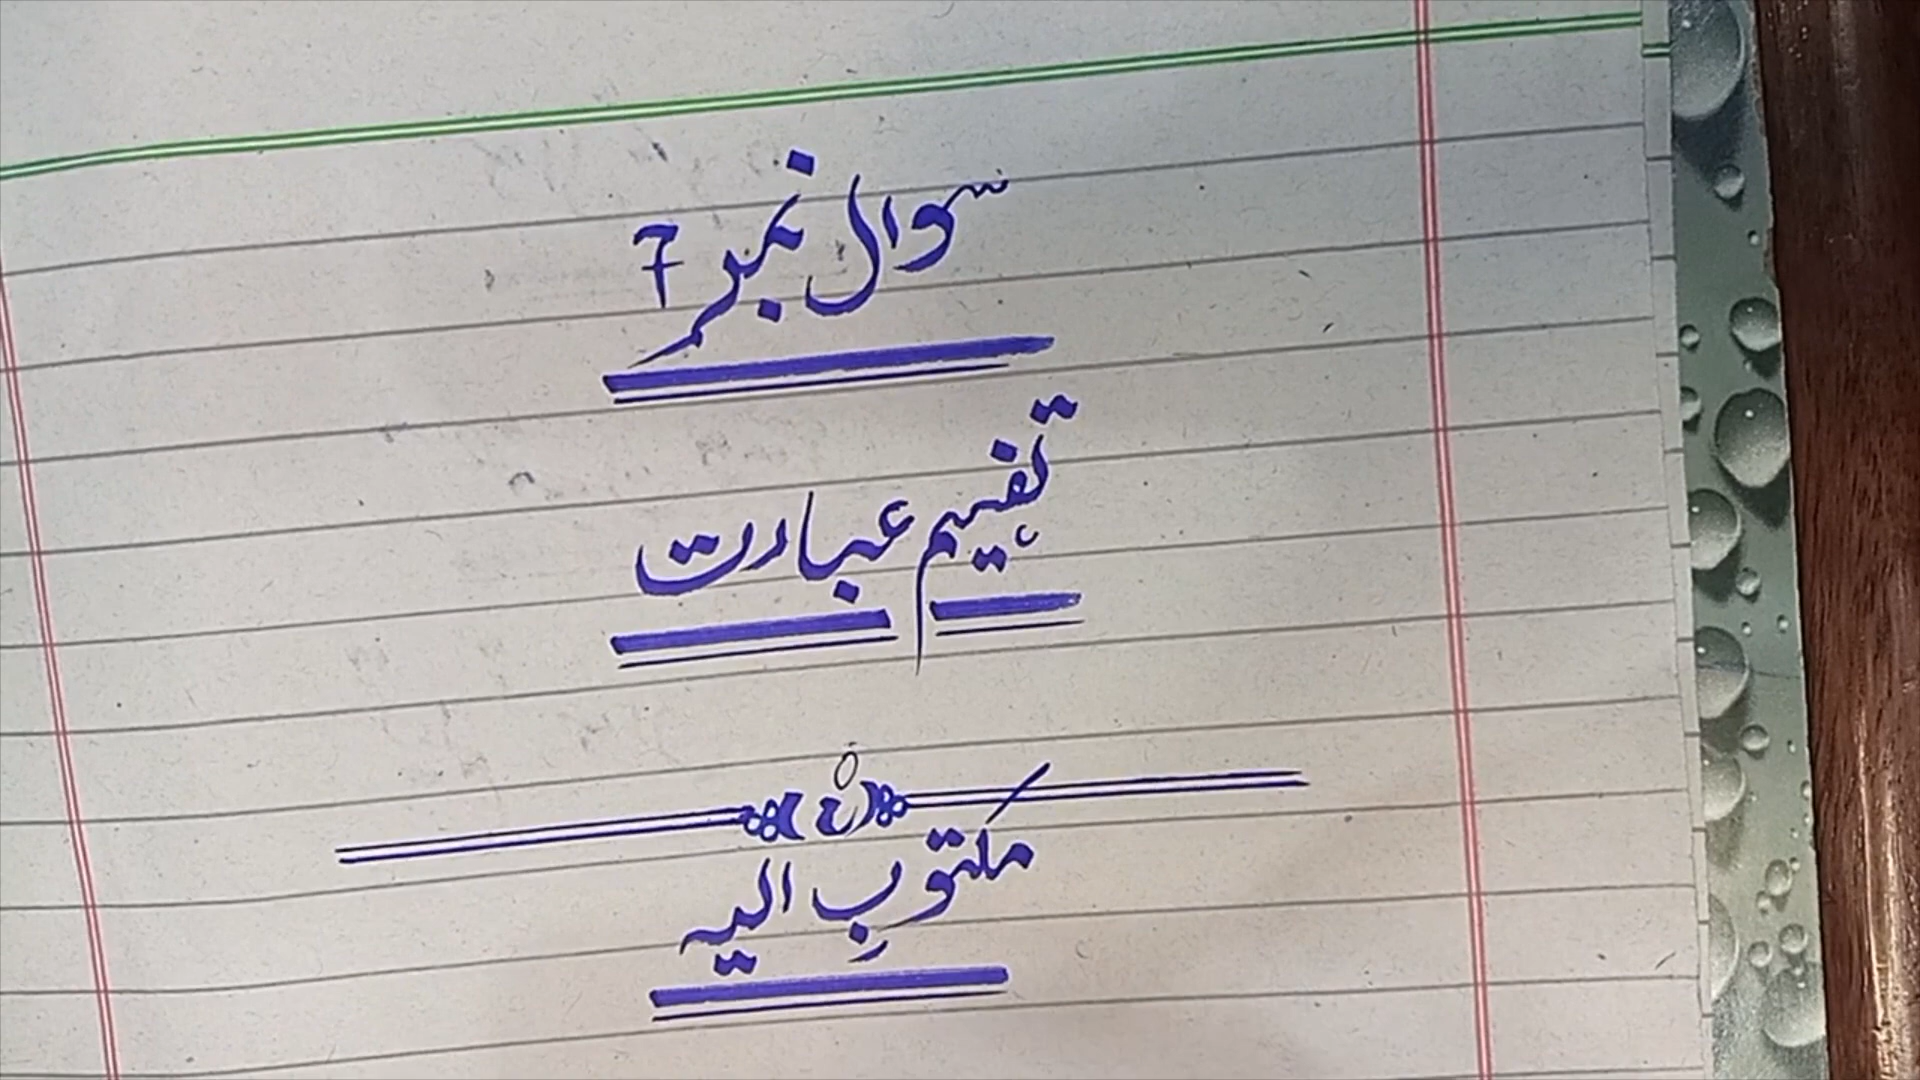 سوال نمبر 7
تفہیم عبارت
(ع)
مکتوبِ الیہ